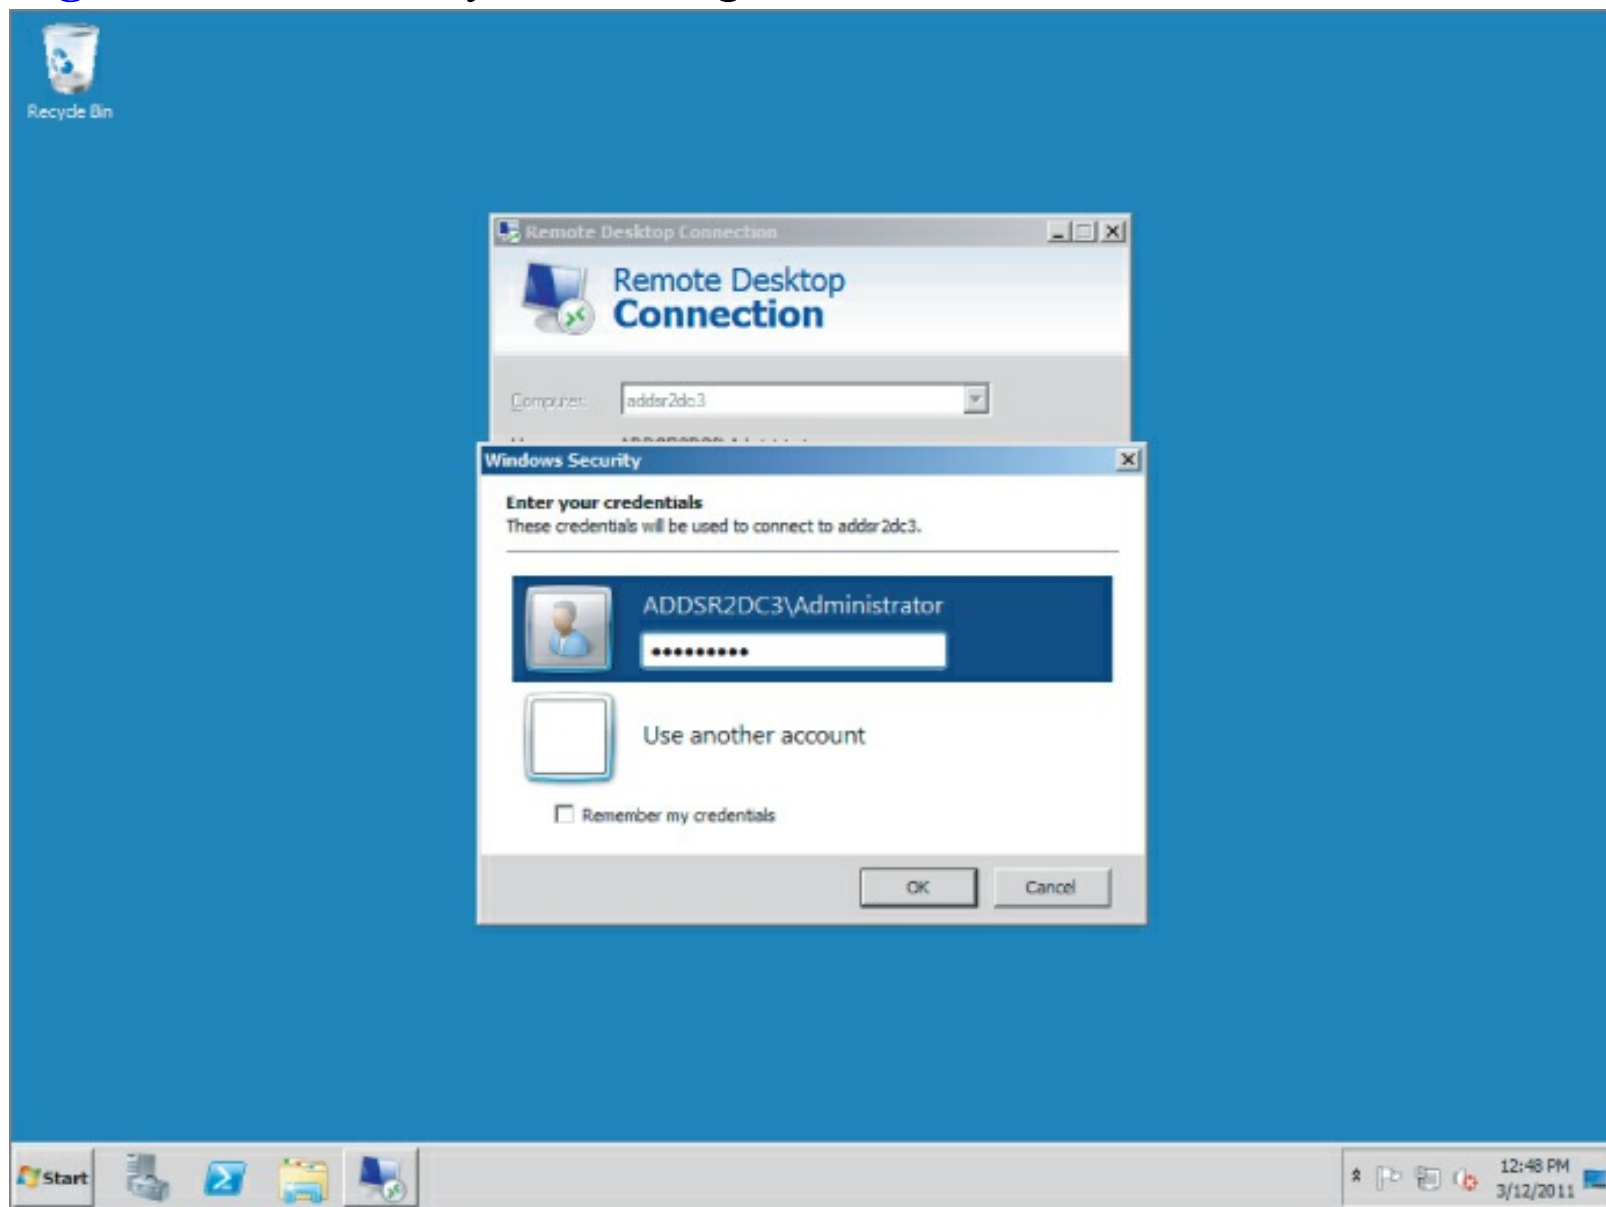 Recycle Bin
Remote Desktop Connection
Remote Desktop
Connection
Computer:
addsr2dc3
Windows Security
Enter your credentials
These credentials will be used to connect to addsr2dc3.
ADDSR2DC3\Administrator
•••••••••
Use another account
Remember my credentials
OK
Cancel
Start
12:48 PM
3/12/2011